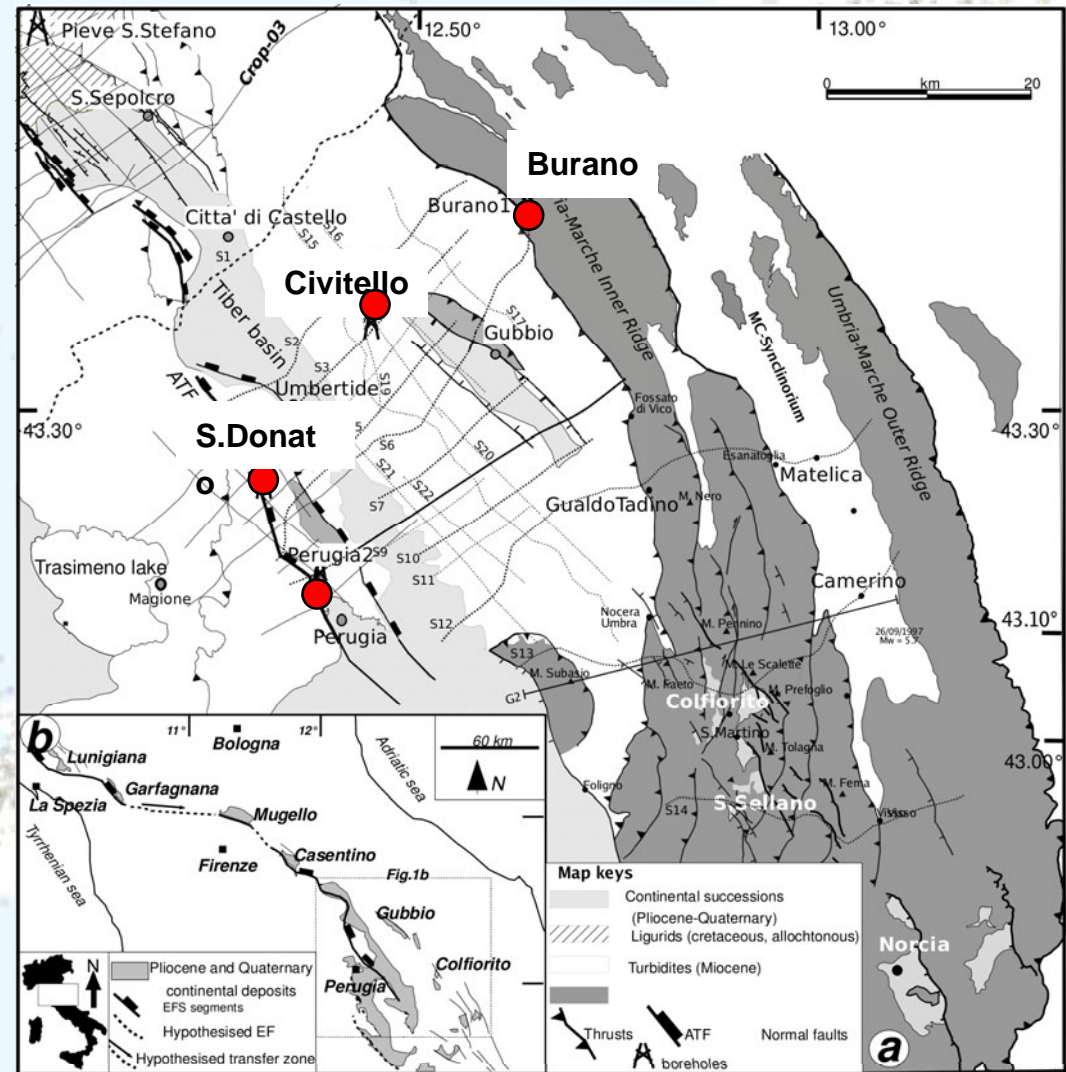 Pieve S.Stefano
Crop-03
12.50°
13.00°
0 km 20
S.Sepolcro
Burano
Burano1
Citta' di Castello
S1
S15
S16
Civitello
Tiber basin
S2
S3
S17
Gubbio
Umbria-Marche Outer Ridge
MC-Synclinorium
ia-Marche Inner Ridge
ATF
Umbertide
S19
43.30°
43.30°
S.Donat
o
5
S6
S20
S21
S22
S7
Fossato
di Vico
Esanatoglia
Matelica
GualdoTadino
M. Nero
Perugia2
S9
S10
S11
S12
Trasimeno lake
Magione
Perugia
Camerino
Nocera
Umbra
M. Pennino
26/09/1997
Mw = 5.7
43.10°
S13
M. Subasio
G2
M. Faeto
M. Le Scalette
M. Prefoglio
Colfiorito
S.Martino
M. Tolagna
43.00°
Foligno
M. Fema
S.Sellano
S14
Norcia
b
11°
12°
Bologna
60 km
N
Adriatic sea
Lunigiana
La Spezia
Garfagnana
Mugello
Firenze
Casentino
Tyrrhenian sea
Fig.1b
Gubbio
Colfiorito
Perugia
N
Pliocene and Quaternary
continental deposits
EFS segments
Hypothesised EF
Hypothesised transfer zone
Map keys
Continental successions
(Pliocene-Quaternary)
Ligurids (cretaceous, allochtonous)
Turbidites (Miocene)
Thrusts
ATF
Normal faults
boreholes
a